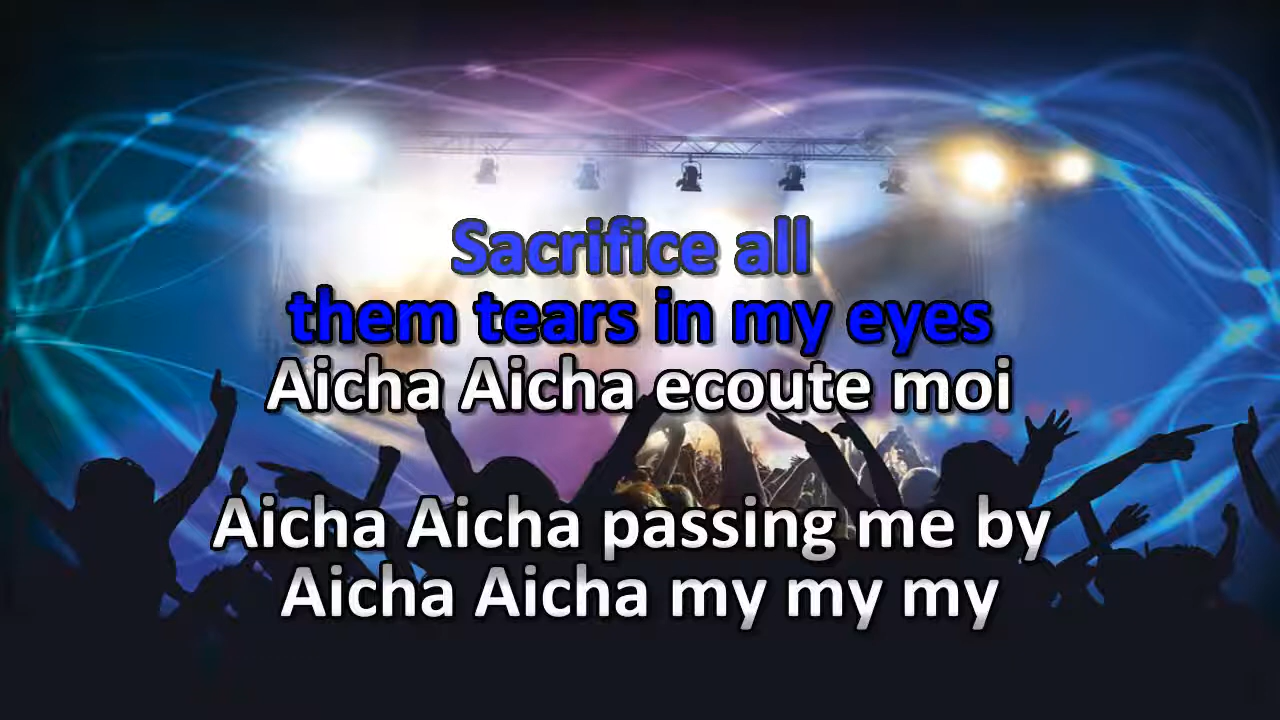 Sacrifice all
them tears in my eyes
Aicha Aicha ecoute moi
Aicha Aicha passing me by
Aicha Aicha my my my